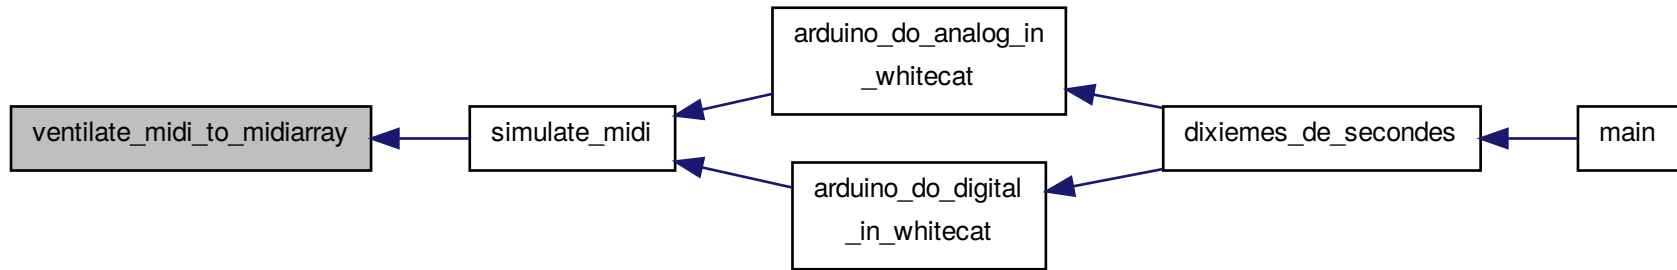 ventilate_midi_to_midiarray
simulate_midi
arduino_do_analog_in
_whitecat
arduino_do_digital
_in_whitecat
dixiemes_de_secondes
main